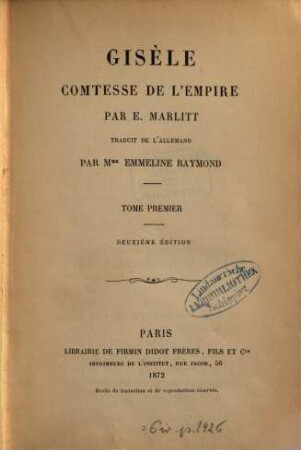 GISÈLE
COMTESSE DE L'EMPIRE
PAR E. MARLITT
TRADUIT DE L'ALLEMAND
PAR Mme EMMELINE RAYMOND
TOME PREMIER
DEUXIÈME ÉDITION
PARIS
LIBRAIRIE DE FIRMIN DIDOT FRÈRES, FILS ET Cie
IMPRIMEURS DE L'INSTITUT, RUE JACOB, 56
1872
Droits de traduction et de reproduction réservés.